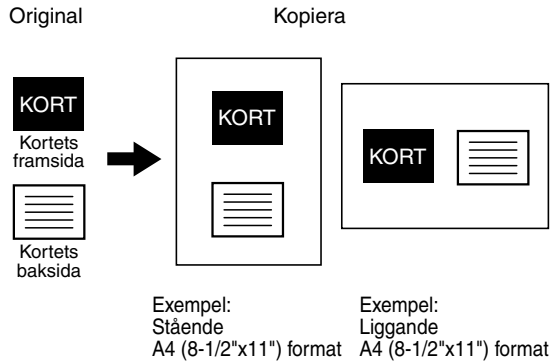 Original
Kopiera
KORT
Kortets
framsida
Kortets
baksida
KORT
KORT
Exempel:
Stående
A4 (8-1/2"x11") format
Exempel:
Liggande
A4 (8-1/2"x11") format